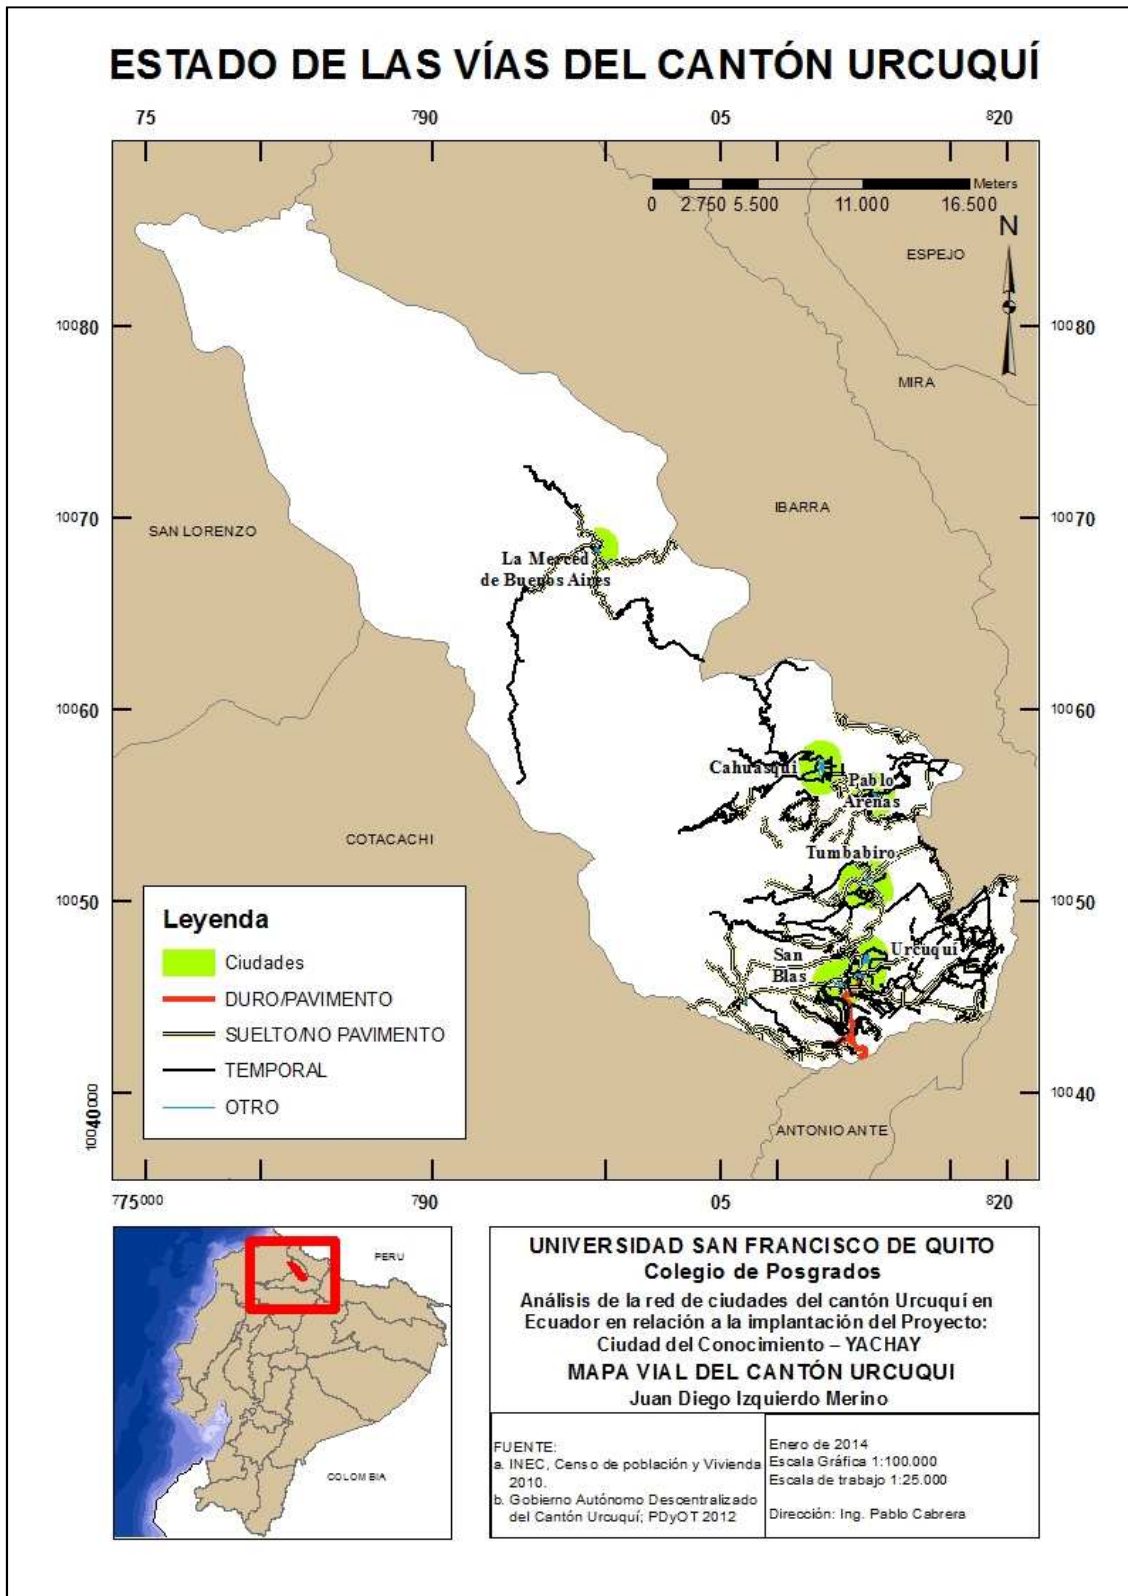 ESTADO DE LAS VÍAS DEL CANTÓN URCUQUÍ
75 790 05 820
Meters
0 2.750 5.500 11.000 16.500
N
ESPEJO
10080 10080
MIRA
IBARRA
10070 10070
SAN LORENZO
La Merced
de Buenos Aires
10060 10060
Cahuasquí
Pablo
Arenas
COTACACHI
Tumbabiro
10050 10050
Urcuquí
San
Blas
Leyenda
Ciudades
DURO/PAVIMENTO
SUELTO/NO PAVIMENTO
TEMPORAL
OTRO
10040000 10040
ANTONIO ANTE
775000 790 05 820
PERU
COLOMBIA
UNIVERSIDAD SAN FRANCISCO DE QUITO
Colegio de Posgrados
Análisis de la red de ciudades del cantón Urcuquí en
Ecuador en relación a la implantación del Proyecto:
Ciudad del Conocimiento – YACHAY
MAPA VIAL DEL CANTÓN URCUQUI
Juan Diego Izquierdo Merino
FUENTE:
a. INEC, Censo de población y Vivienda
2010.
b. Gobierno Autónomo Descentralizado
del Cantón Urcuquí; PDyOT 2012
Enero de 2014
Escala Gráfica 1:100.000
Escala de trabajo 1:25.000
Dirección: Ing. Pablo Cabrera